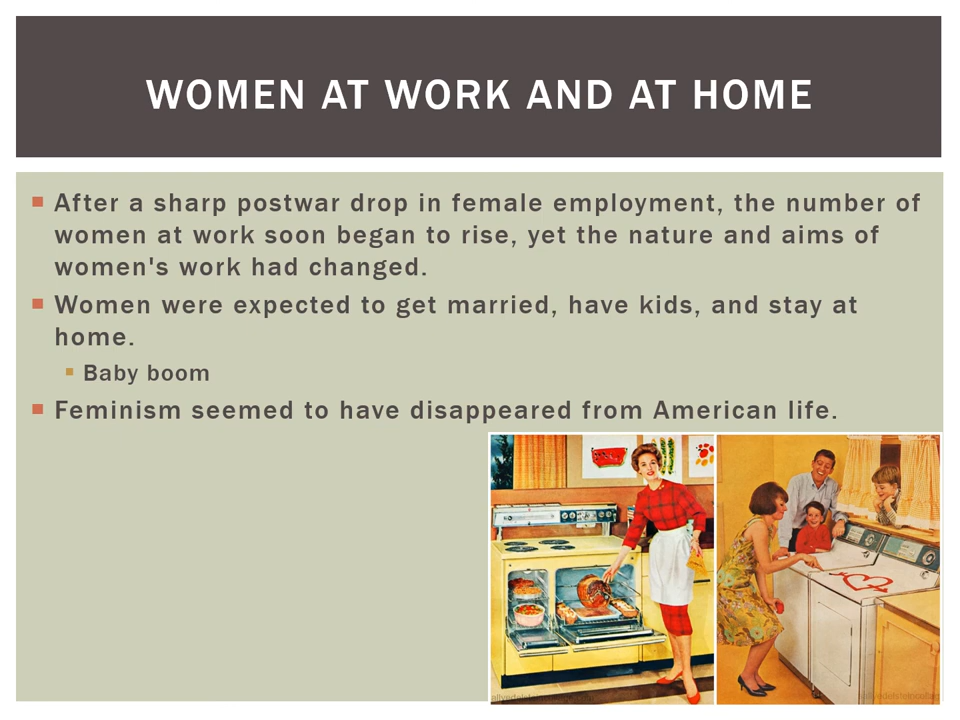 WOMEN AT WORK AND AT HOME
After a sharp postwar drop in female employment, the number of
women at work soon began to rise, yet the nature and aims of
women's work had changed.
Women were expected to get married, have kids, and stay at
home.
Baby boom
Feminism seemed to have disappeared from American life.